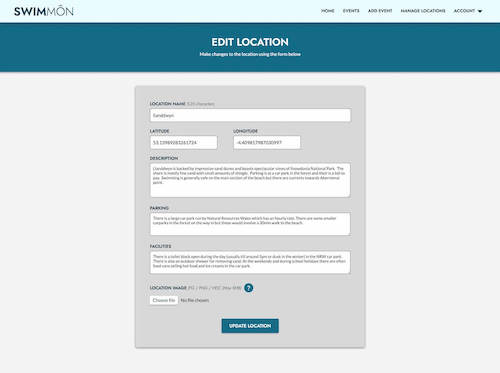 SWIMMÔN
HOME EVENTS ADD EVENT MANAGE LOCATIONS ACCOUNT
EDIT LOCATION
Make changes to the location using the form below
LOCATION NAME 5-25 characters
Llanddwyn
LATITUDE LONGITUDE
53.13989283261724 -4.409817987030997
DESCRIPTION
Llanddwyn is backed by impressive sand dunes and boasts spectacular views of Snowdonia National Park. The
shore is mostly fine sand with small amounts of shingle. Parking is at a car park in the forest and their is a toll to
pay. Swimming is generally safe on the main section of the beach but there are currents towards Abermenai
point.
PARKING
There is a large car park run by Natural Resources Wales which has an hourly rate. There are some smaller
carparks in the forest on the way in but these would involve a 30min walk to the beach.
FACILITIES
There is a toilet block open during the day (usually till around 5pm or dusk in the winter) in the NRW car park.
There is also an outdoor shower for removing sand. At the weekends and during school holidays there are often
food vans selling hot food and ice creams in the car park.
LOCATION IMAGE JPG / PNG / HEIC (Max 8MB) ?
Choose file No file chosen
UPDATE LOCATION